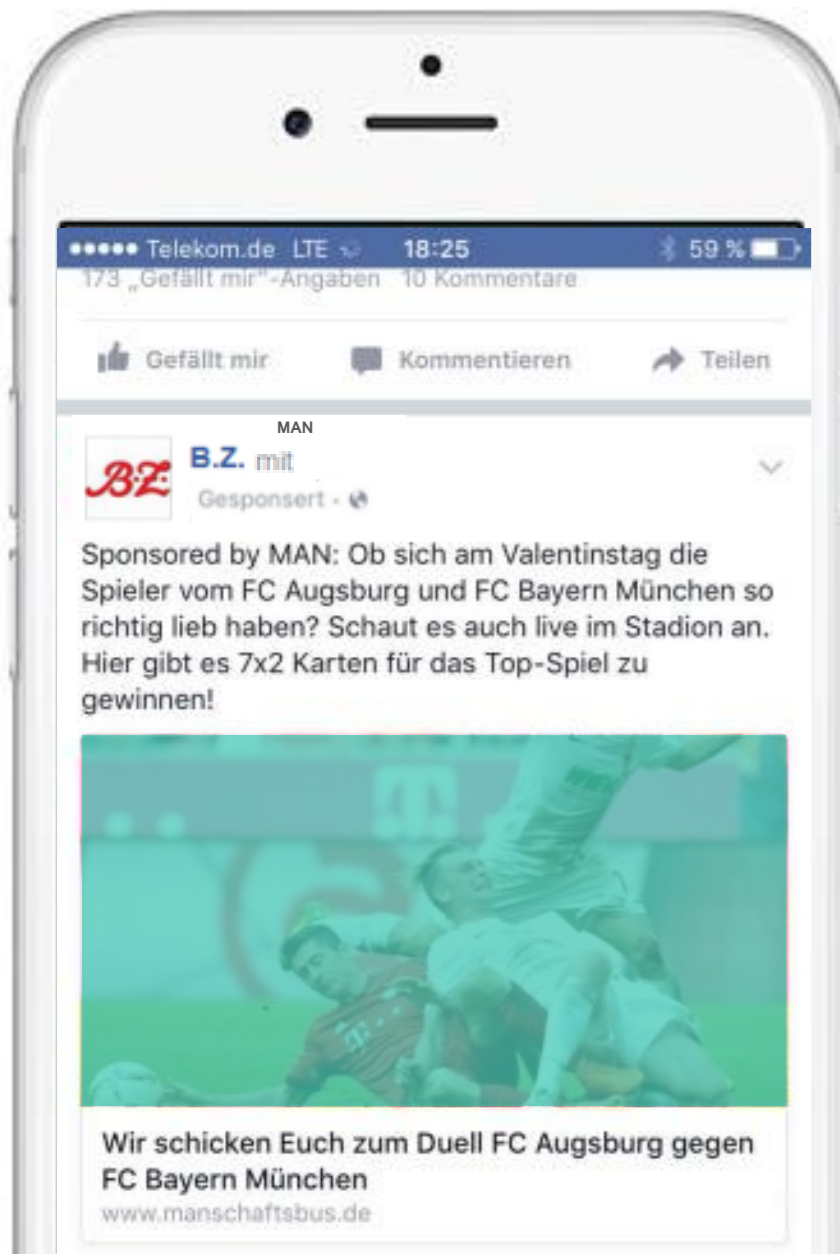 Telekom.de LTE 18:25 59 %
173 „Gefällt mir"-Angaben 10 Kommentare
Gefällt mir Kommentieren Teilen
MAN
B.Z. B.Z. mit
Gesponsert
Sponsored by MAN: Ob sich am Valentinstag die
Spieler vom FC Augsburg und FC Bayern München so
richtig lieb haben? Schaut es auch live im Stadion an.
Hier gibt es 7x2 Karten für das Top-Spiel zu
gewinnen!
Wir schicken Euch zum Duell FC Augsburg gegen
FC Bayern München
www.manschaftsbus.de